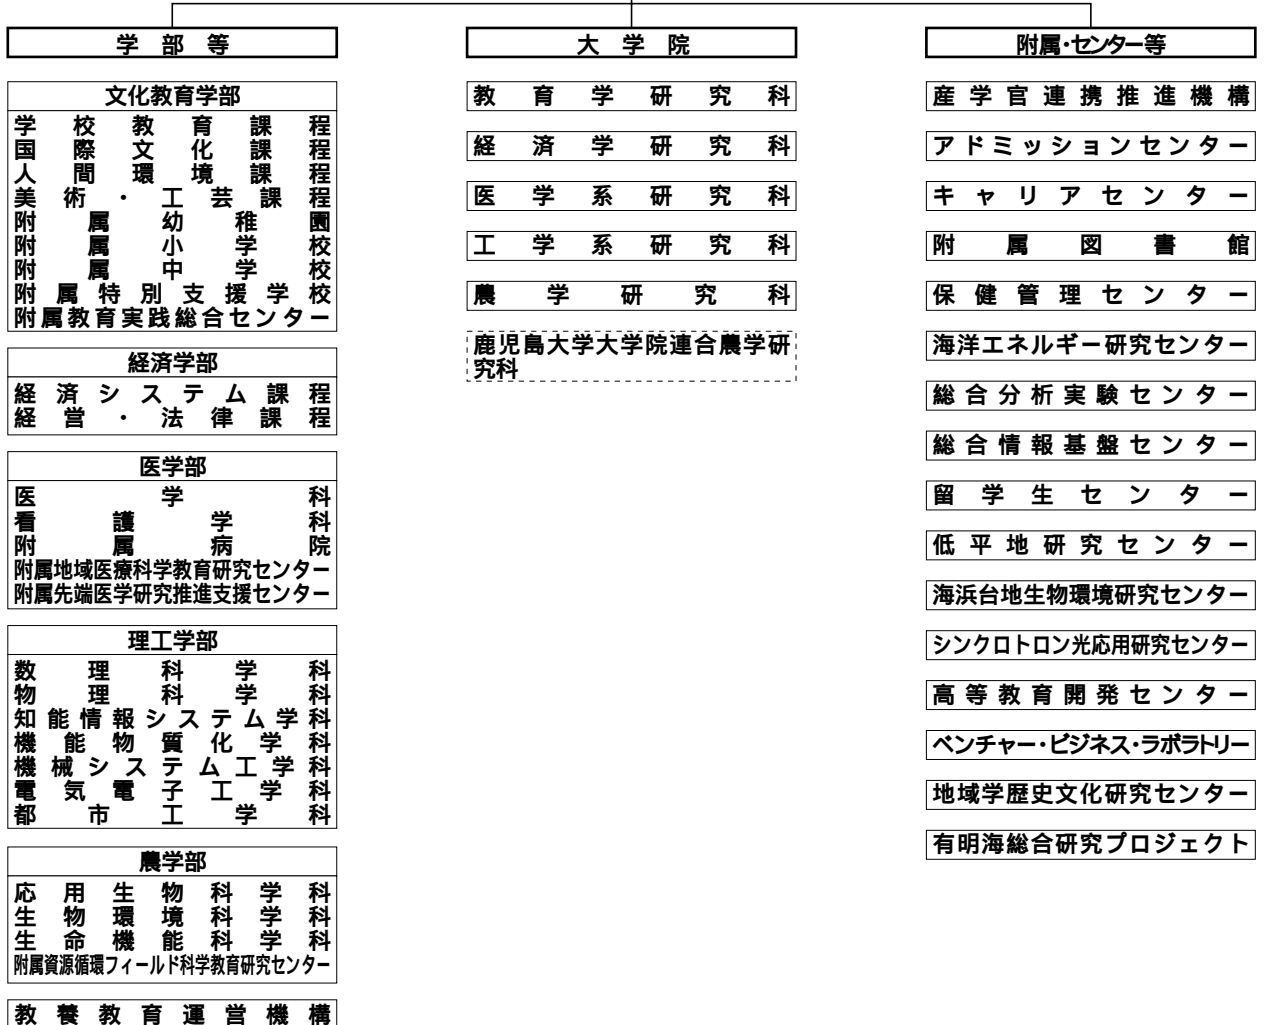 学部等
文化教育学部
学校教育課程
国際文化課程
人間環境課程
美術・工芸課程
附属幼稚園
附属小学校
附属中学校
附属特別支援学校
附属教育実践総合センター
経済学部
経済システム課程
経営・法律課程
医学部
医学科
看護学科
附属病院
附属地域医療科学教育研究センター
附属先端医学研究推進支援センター
理工学部
数理科学科
物理科学科
知能情報システム学科
機能物質化学科
機械システム工学科
電気電子工学科
都市工学科
農学部
応用生物科学科
生物環境科学科
生命機能科学科
附属資源循環フィールド科学教育研究センター
教養教育運営機構
大学院
教育学研究科
経済学研究科
医学系研究科
工学系研究科
農学研究科
鹿児島大学大学院連合農学研
究科
附属・センター等
産学官連携推進機構
アドミッションセンター
キャリアセンター
附属図書館
保健管理センター
海洋エネルギー研究センター
総合分析実験センター
総合情報基盤センター
留学生センター
低平地研究センター
海浜台地生物環境研究センター
シンクロトロン光応用研究センター
高等教育開発センター
ベンチャー・ビジネス・ラボラトリー
地域学歴史文化研究センター
有明海総合研究プロジェクト